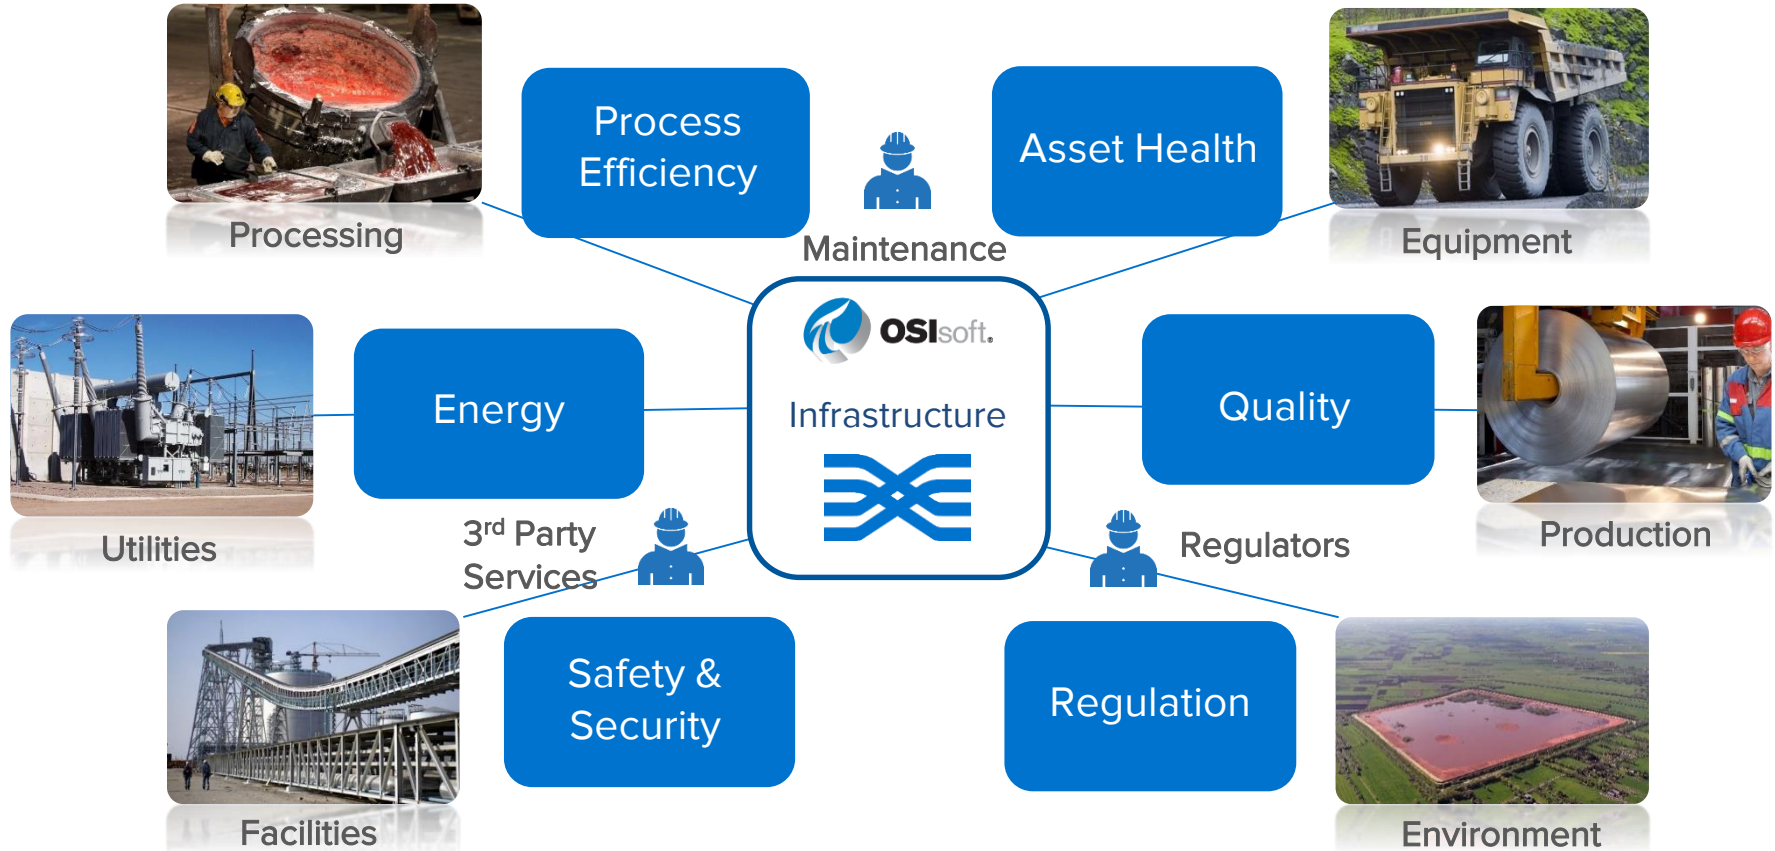 Process
Efficiency
Asset Health
Processing
Maintenance
Equipment
OSIsoft®.
Infrastructure
Energy
Quality
Utilities
3rd Party
Services
Regulators
Production
Safety &
Security
Regulation
Facilities
Environment